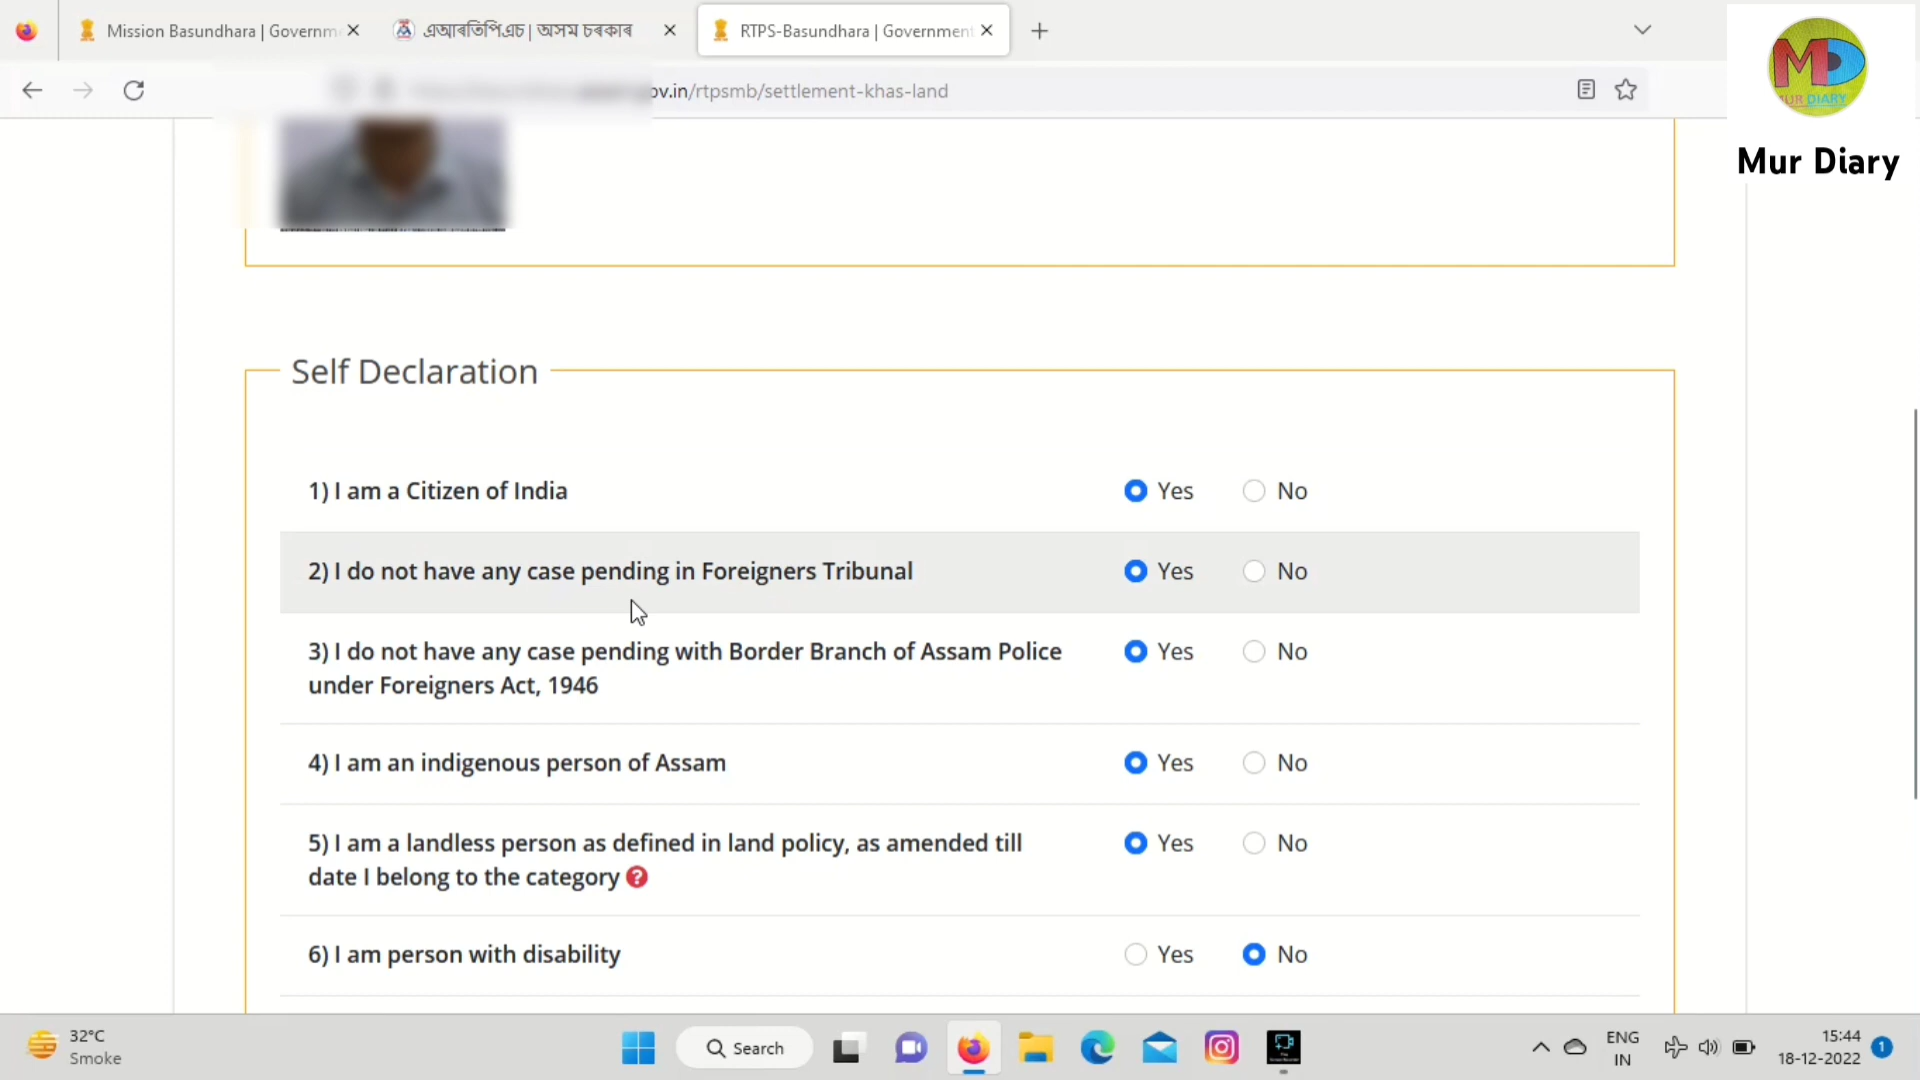 Mission Basundhara | Governm
এআৰতিপিএচ | অসম চৰকাৰ
RTPS-Basundhara | Government
ov.in/rtpsmb/settlement-khas-land
MD
MUR DIARY
Mur Diary
Self Declaration
1) I am a Citizen of India Yes No
2) I do not have any case pending in Foreigners Tribunal Yes No
3) I do not have any case pending with Border Branch of Assam Police Yes No
under Foreigners Act, 1946
4) I am an indigenous person of Assam Yes No
5) I am a landless person as defined in land policy, as amended till Yes No
date I belong to the category ?
6) I am person with disability Yes No
32°C
Smoke
Search
ENG
IN
15:44
18-12-2022
1